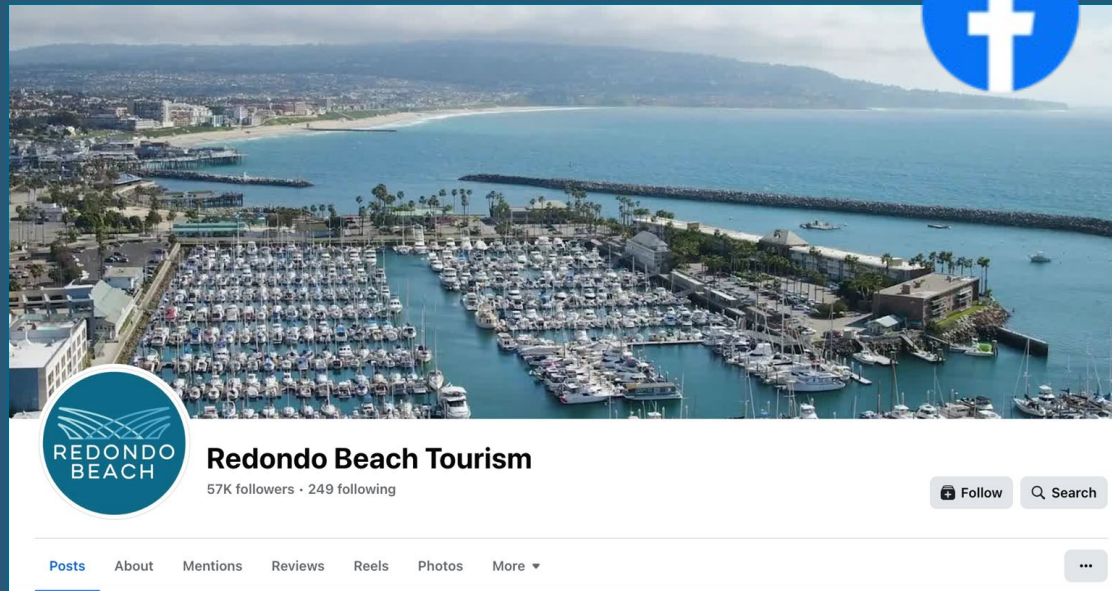 REDONDO
BEACH
Redondo Beach Tourism
57K followers · 249 following
Follow
Search
Posts
About
Mentions
Reviews
Reels
Photos
More